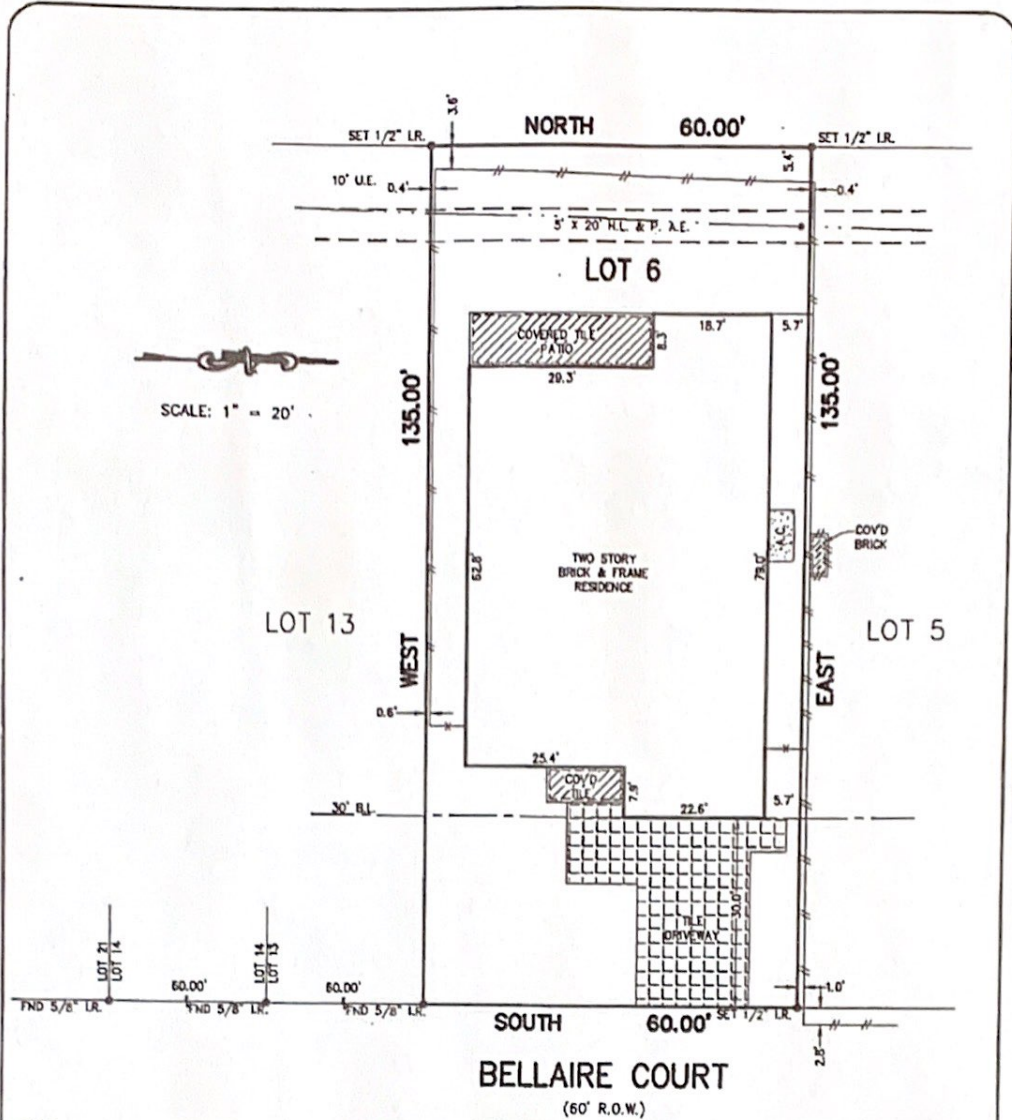 3.6'
NORTH 60.00'
SET 1/2" I.R.
SET 1/2" I.R.
5.4'
10' U.E.
0.4'
0.4'
5' X 20' H.L. & P. A.E.
LOT 6
COVERED TILE
PATIO
8.3'
18.7'
5.7'
29.3'
SCALE: 1" = 20'
135.00'
135.00'
A.C.
COV'D
BRICK
62.8'
TWO STORY
BRICK & FRAME
RESIDENCE
79.0'
LOT 13
LOT 5
WEST
EAST
0.6'
25.4'
COV'D
TILE
7.9'
30' B.L.
22.6'
5.7'
30.0'
TILE
DRIVEWAY
LOT 21
LOT 14
LOT 14
LOT 13
60.00'
60.00'
1.0'
FND 5/8" I.R.
FND 5/8" I.R.
FND 5/8" I.R.
SOUTH 60.00'
SET 1/2" I.R.
2.8'
BELLAIRE COURT
(60' R.O.W.)